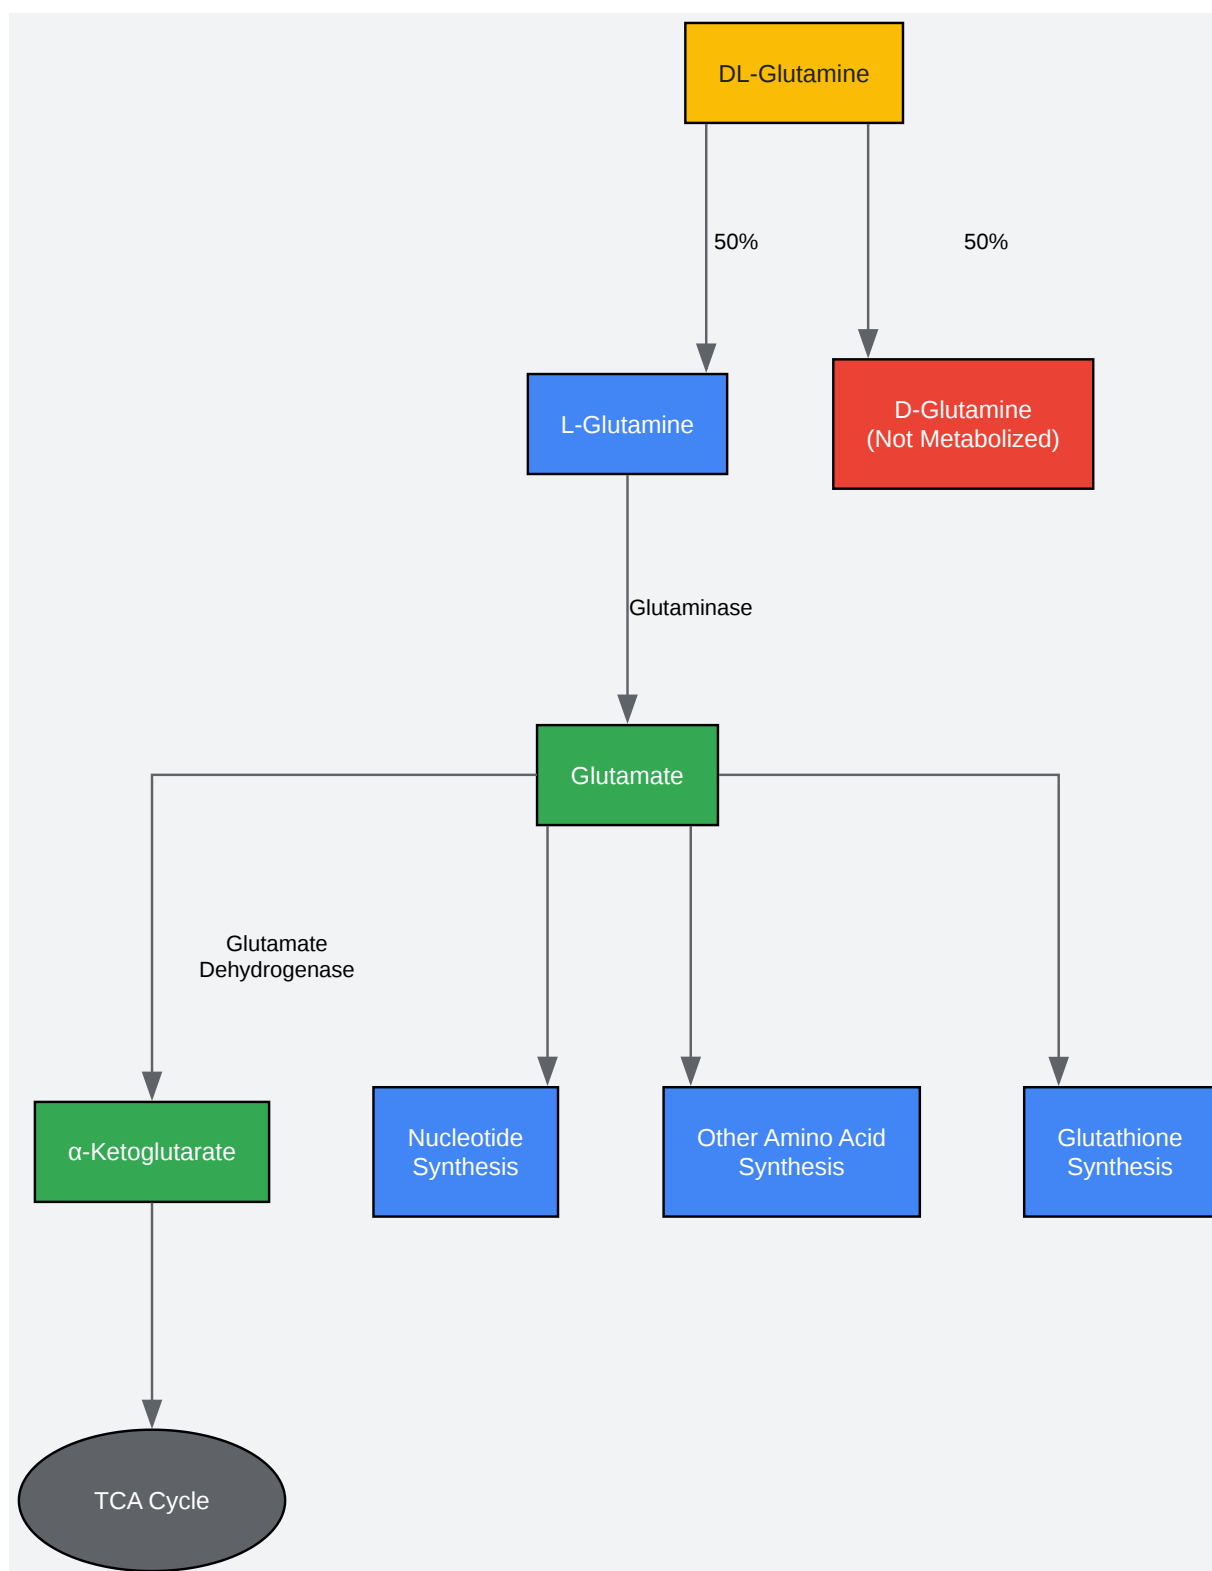 DL-Glutamine
50%
50%
L-Glutamine
D-Glutamine
(Not Metabolized)
Glutaminase
Glutamate
Glutamate
Dehydrogenase
α-Ketoglutarate
Nucleotide
Synthesis
Other Amino Acid
Synthesis
Glutathione
Synthesis
TCA Cycle